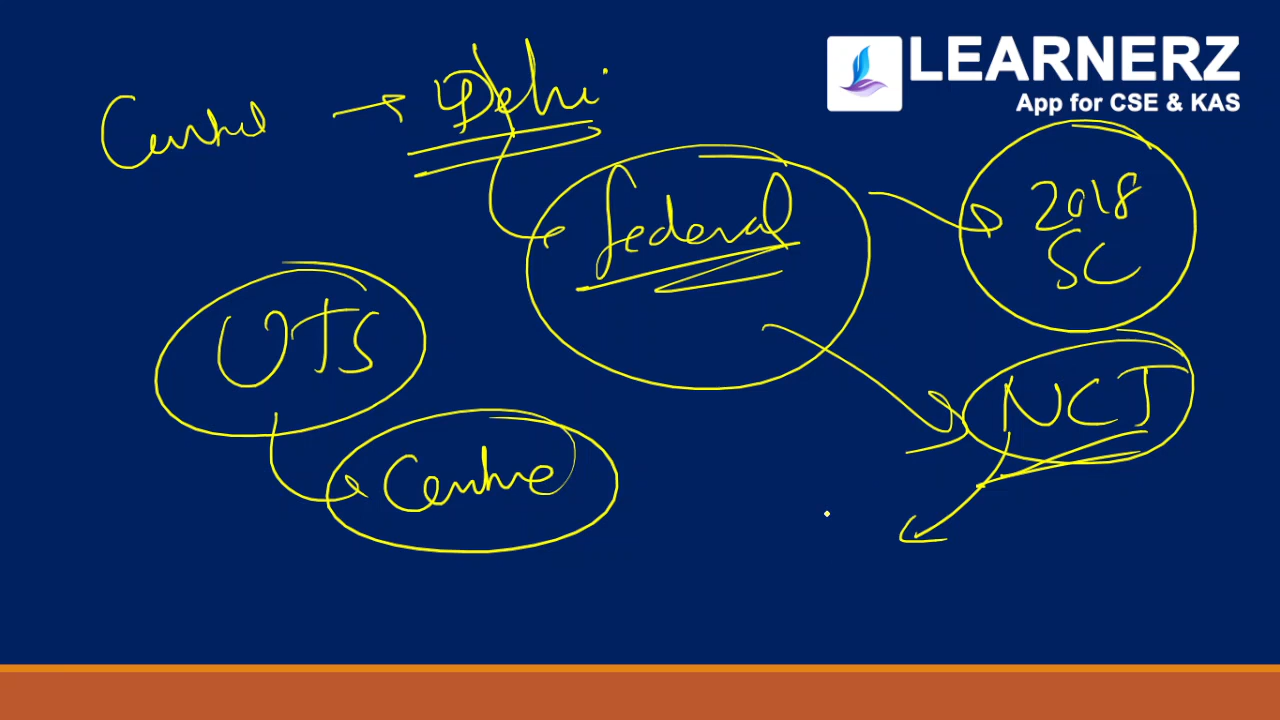 LEARNERZ
App for CSE & KAS
Centre → Delhi
federal
2018
SC
UTS
NCT
Centre